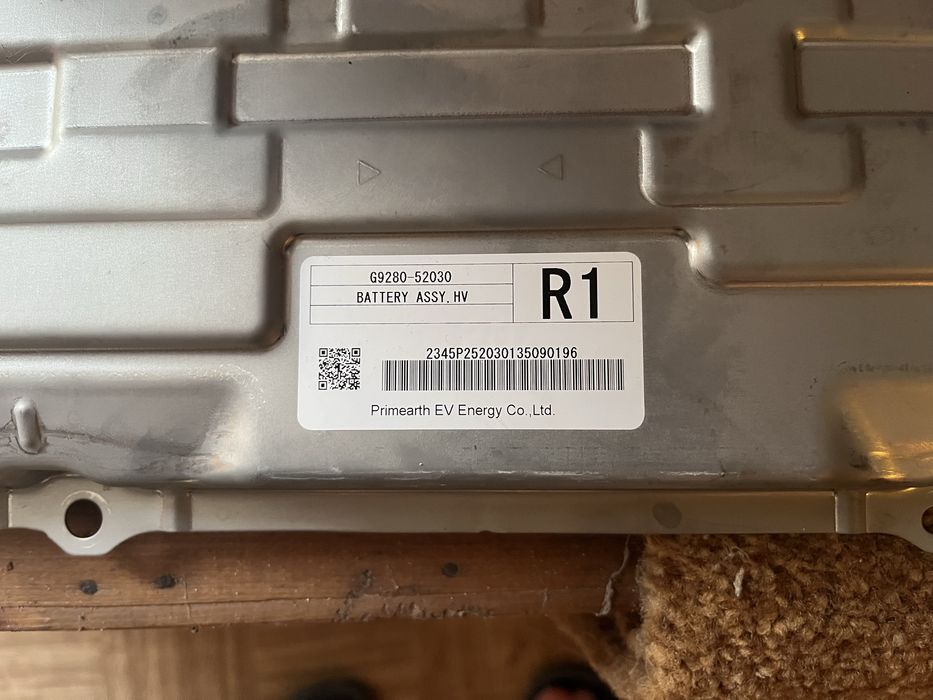 G9280-52030
BATTERY ASSY,HV
R1
2345P252030135090196
Primearth EV Energy Co.,Ltd.